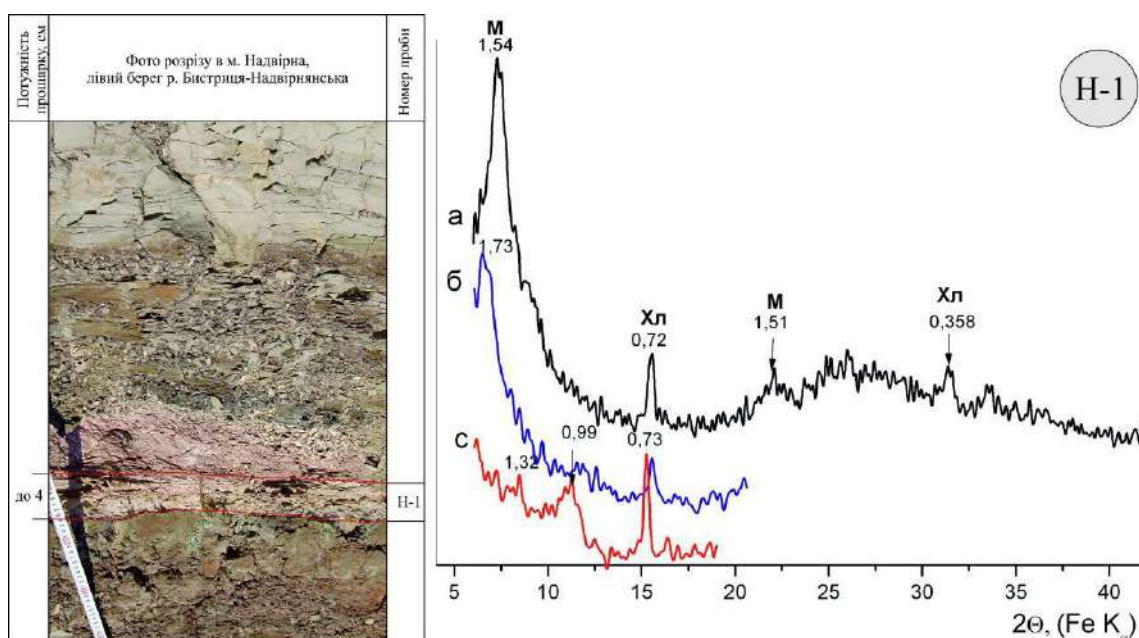 Потужність
прошарку, см
Фото розрізу в м. Надвірна,
лівий берег р. Бистриця-Надвірнянська
Номер проби
до 4
Н-1
Н-1
М
1,54
а
1,73
б
Хл
0,72
М
1,51
Хл
0,358
с
1,32
0,99
0,73
5
10
15
20
25
30
35
40
2Θ, (Fe K